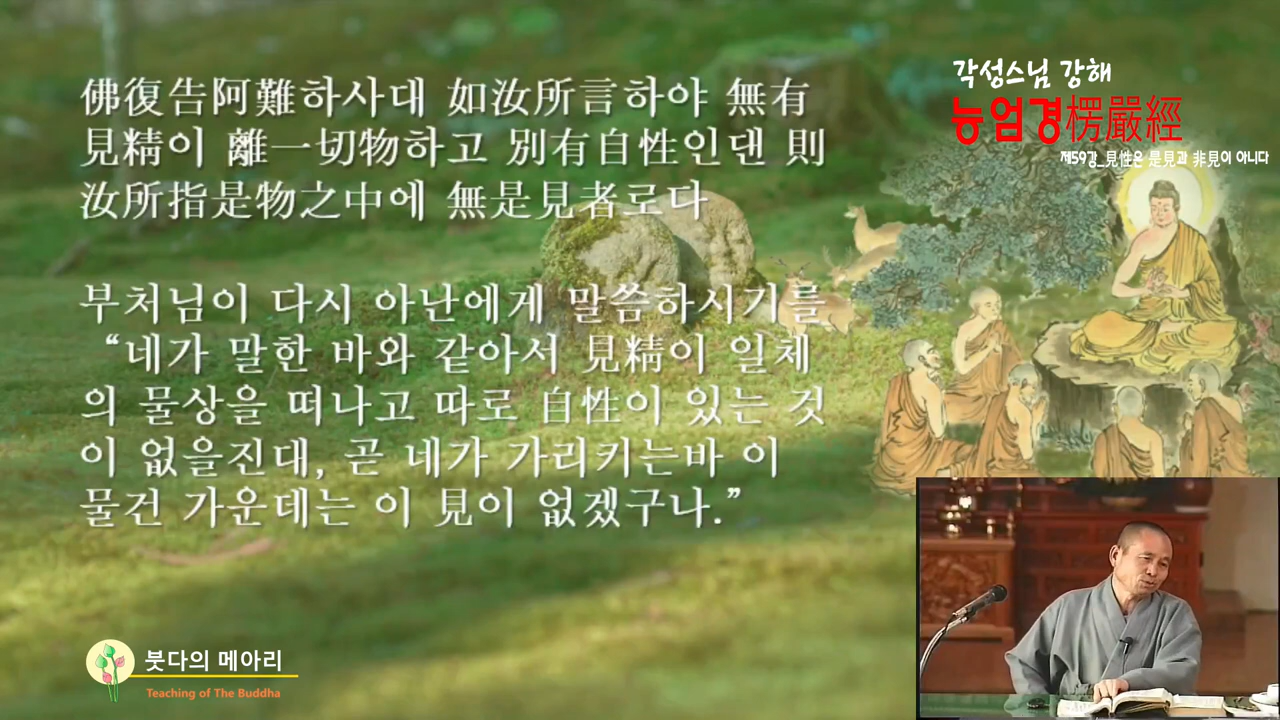 佛復告阿難하사대 如汝所言하야 無有
見精이 離一切物하고 別有自性인댄 則
汝所指是物之中에 無是見者로다
부처님이 다시 아난에게 말씀하시기를
“네가 말한 바와 같아서 見精이 일체
의 물상을 떠나고 따로 自性이 있는 것
이 없을진대, 곧 네가 가리키는바 이
물건 가운데는 이 見이 없겠구나.”
각성스님 강해
능엄경楞嚴經
제59강_見性은 是見과 非見이 아니다
붓다의 메아리
Teaching of The Buddha